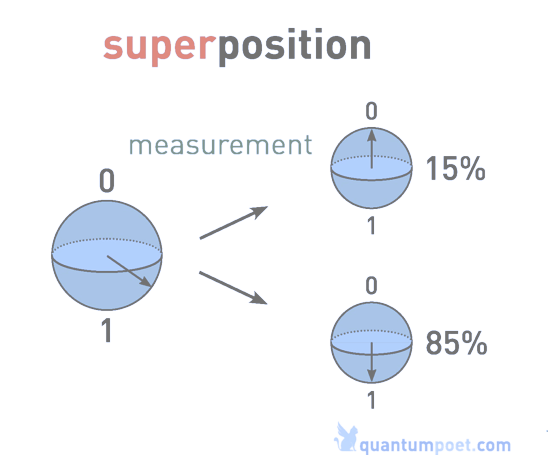 superposition
measurement
0
1
0
15%
1
0
85%
1
quantumpoet.com